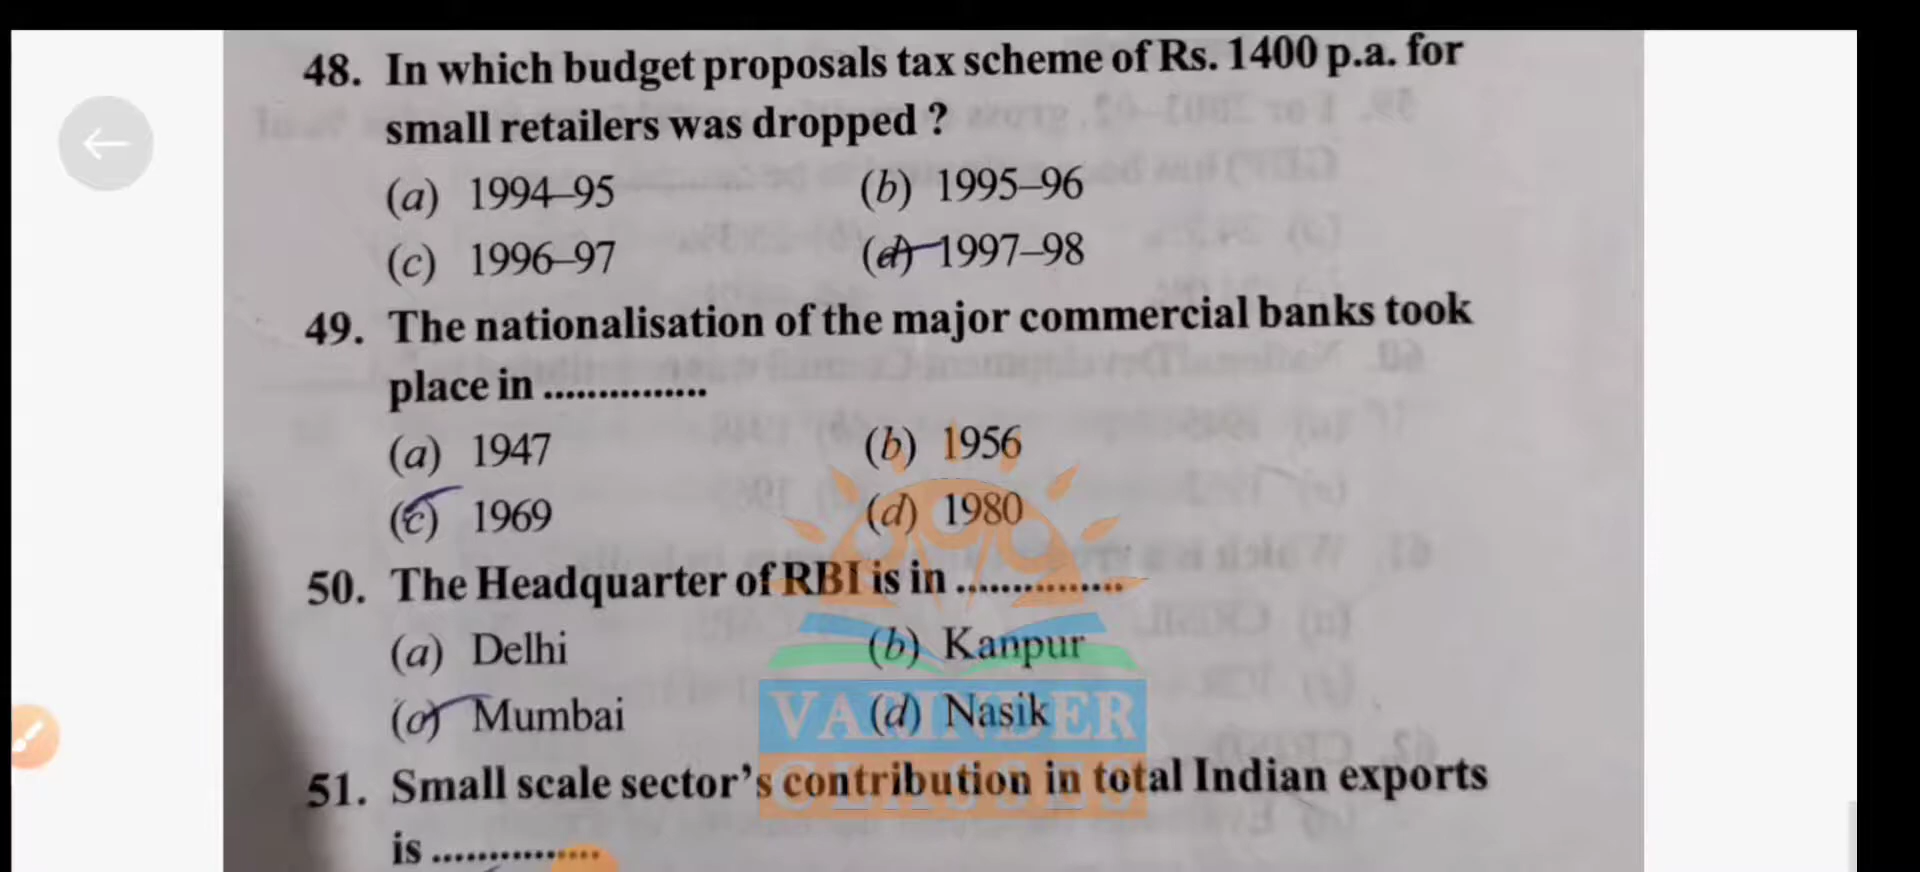 48. In which budget proposals tax scheme of Rs. 1400 p.a. for
small retailers was dropped ?
(a) 1994–95 (b) 1995–96
(c) 1996–97 (d) 1997–98
49. The nationalisation of the major commercial banks took
place in ...............
(a) 1947 (b) 1956
(c) 1969 (d) 1980
50. The Headquarter of RBI is in ...............
(a) Delhi (b) Kanpur
(c) Mumbai (d) Nasik
VARINDER
51. Small scale sector's contribution in total Indian exports
CLASSES
is ...............